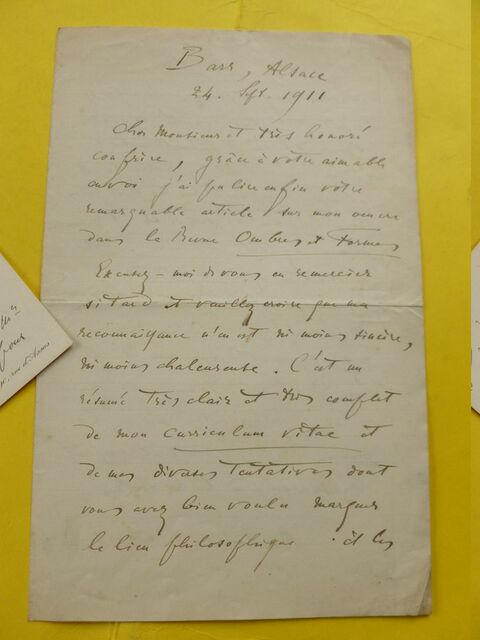 Barr, Alsace
24. Sept. 1911
Cher Monsieur et très honoré
confrère, grâce à votre aimable
envoi j'ai pu lire enfin votre
remarquable article sur mon œuvre
dans la Revue Ombres et Formes
Excusez-moi de vous en remercier
si tard et veuillez croire que ma
reconnaissance n'en est ni moins sincère,
ni moins chaleureuse. C'est un
résumé très clair et très complet
de mon curriculum vitae et
de mes diverses tentatives dont
vous avez bien voulu marquer
le lien philosophique et les